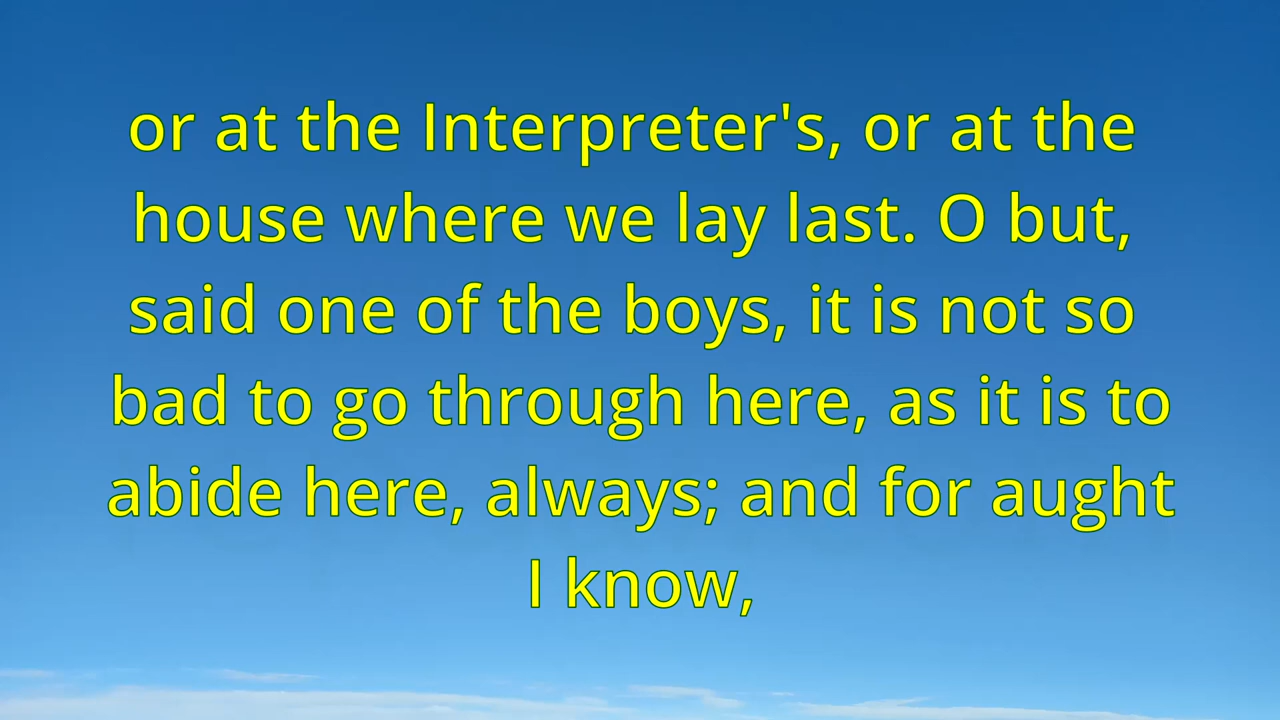 or at the Interpreter's, or at the
house where we lay last. O but,
said one of the boys, it is not so
bad to go through here, as it is to
abide here, always; and for aught
I know,